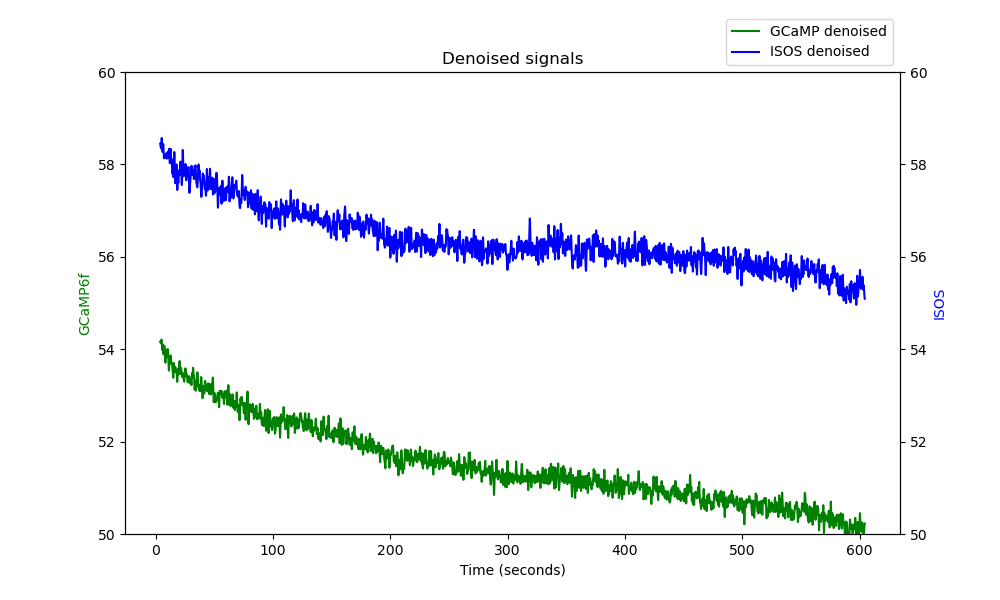 GCaMP denoised
ISOS denoised
Denoised signals
60
58
56
54
52
50
GCaMP6f
60
58
56
54
52
50
ISOS
0 100 200 300 400 500 600
Time (seconds)